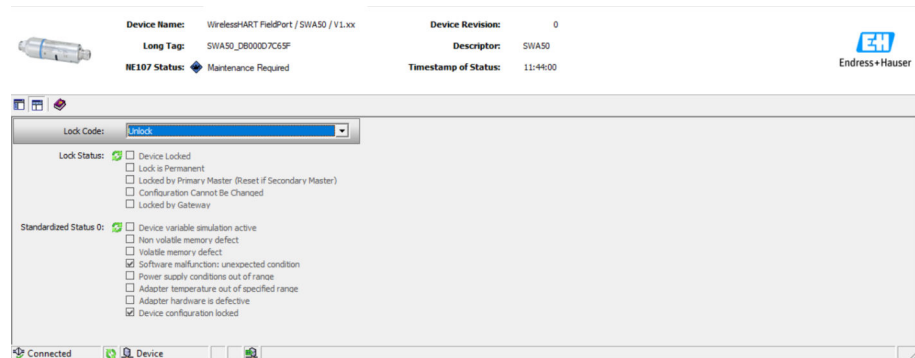 Device Name: WirelessHART FieldPort / SWA50 / V1.xx Device Revision: 0
Long Tag: SWA50_DB000D7C65F Descriptor: SWA50
NE107 Status: Maintenance Required Timestamp of Status: 11:44:00
EH
Endress+Hauser
Lock Code: Unlock
Lock Status: Device Locked
Lock is Permanent
Locked by Primary Master (Reset if Secondary Master)
Configuration Cannot Be Changed
Locked by Gateway
Standardized Status 0: Device variable simulation active
Non volatile memory defect
Volatile memory defect
Software malfunction: unexpected condition
Power supply conditions out of range
Adapter temperature out of specified range
Adapter hardware is defective
Device configuration locked
Connected Device